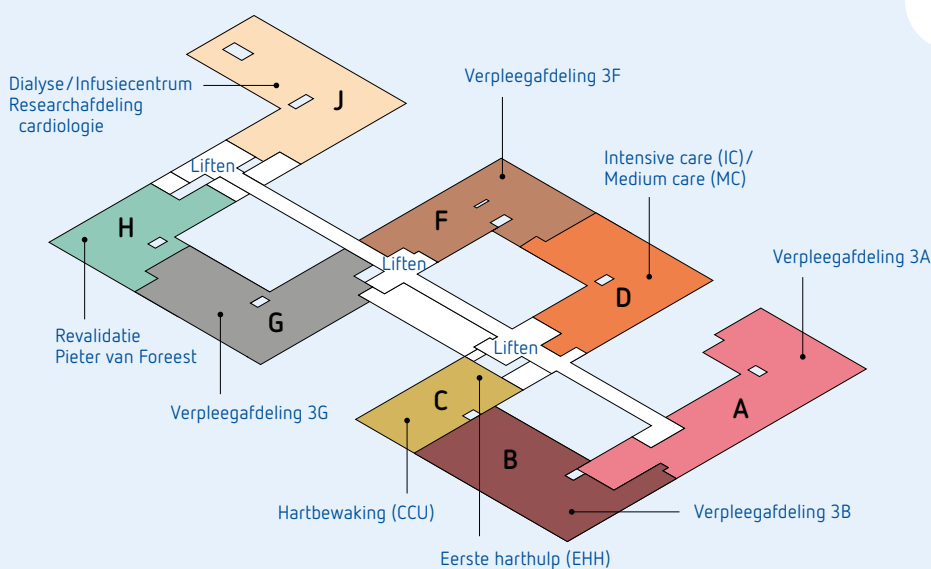 Dialyse/Infusiecentrum
Researchafdeling
cardiologie
J
Verpleegafdeling 3F
Intensive care (IC)/
Medium care (MC)
Liften
H
F
Verpleegafdeling 3A
Liften
D
G
Revalidatie
Pieter van Foreest
Liften
Verpleegafdeling 3G
C
A
B
Hartbewaking (CCU)
Verpleegafdeling 3B
Eerste harthulp (EHH)